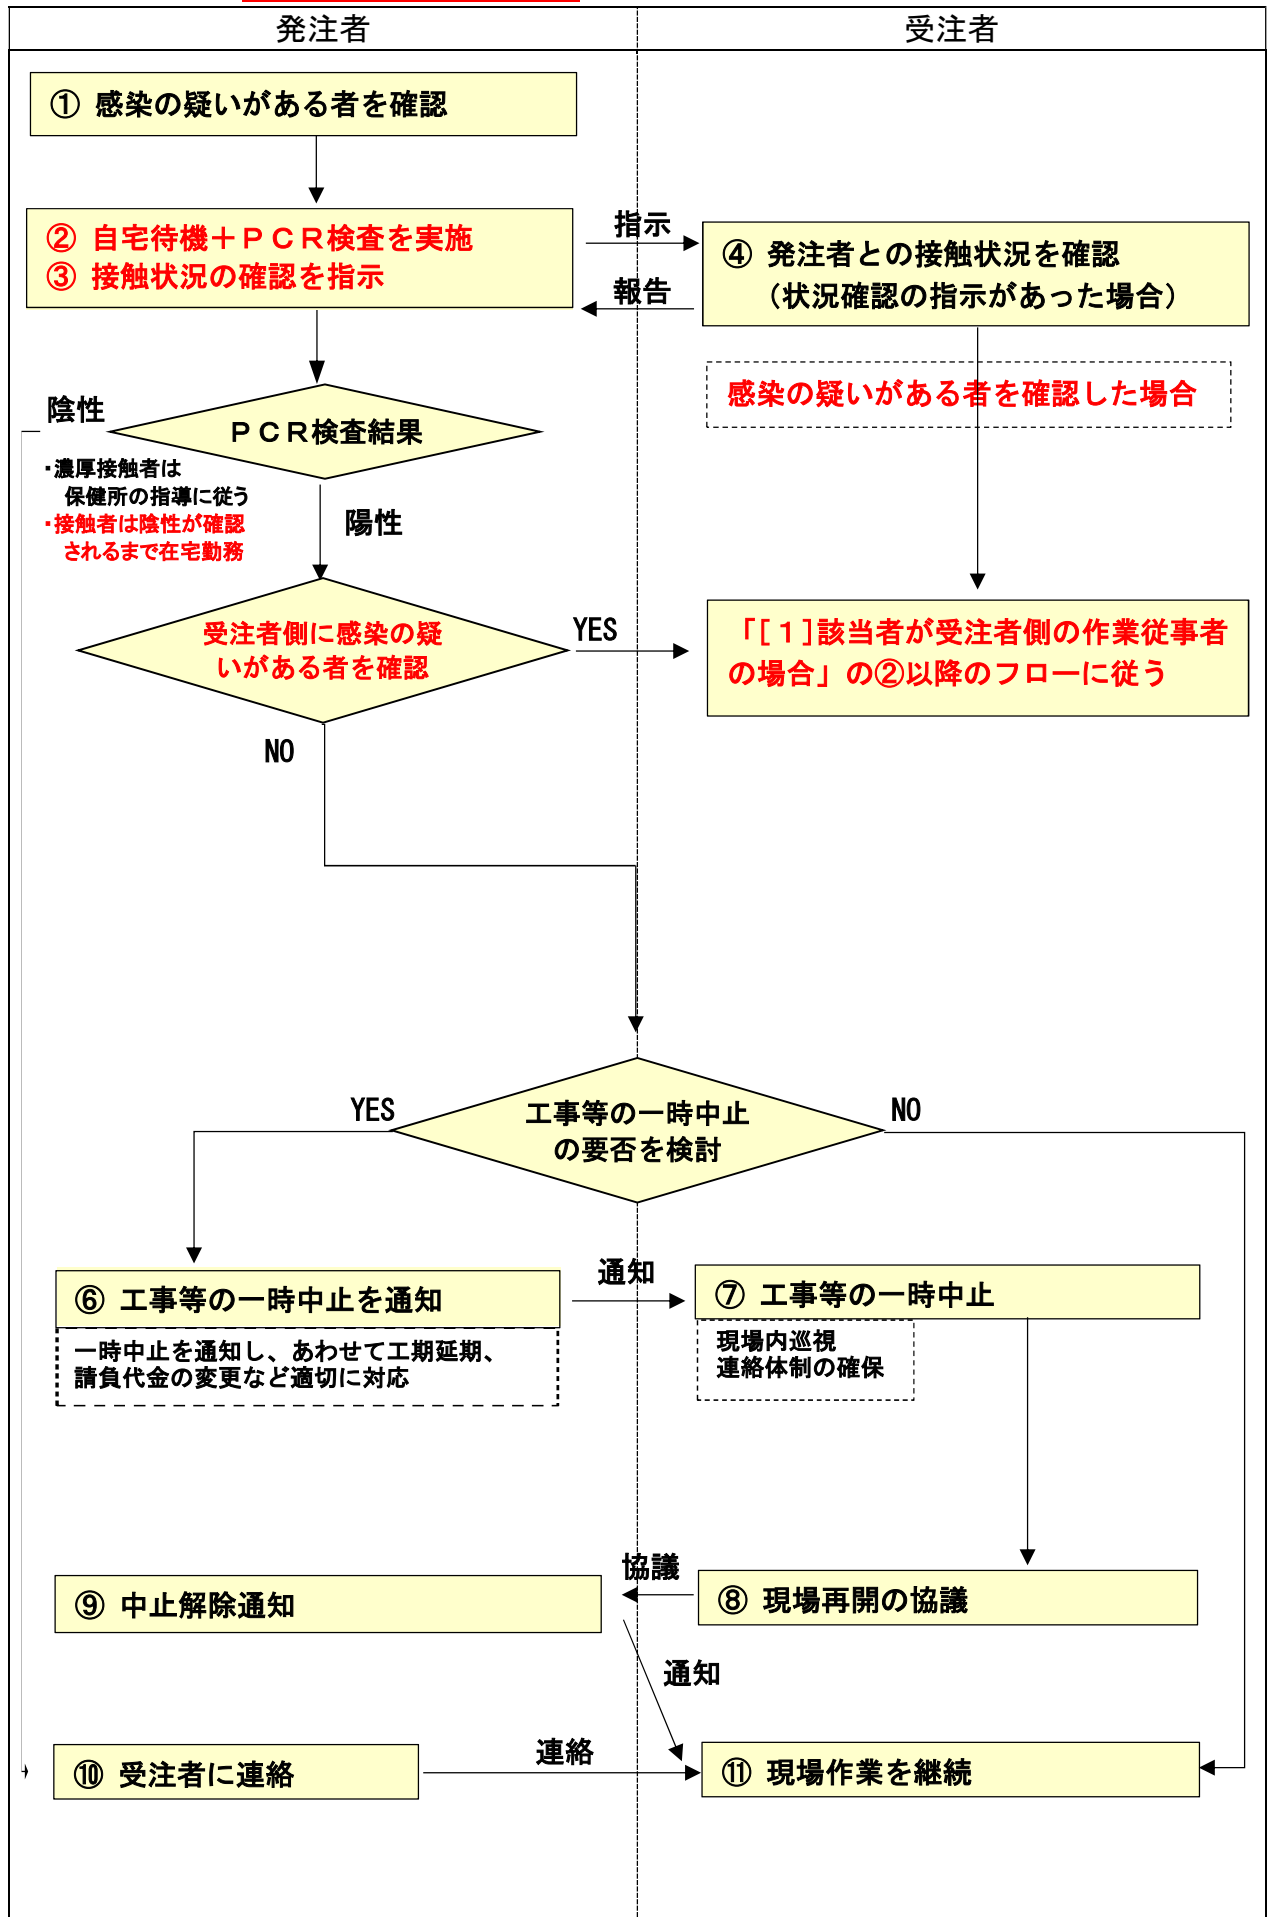 発注者
受注者
① 感染の疑いがある者を確認
② 自宅待機＋ＰＣＲ検査を実施
③ 接触状況の確認を指示
指示
報告
④ 発注者との接触状況を確認
（状況確認の指示があった場合）
感染の疑いがある者を確認した場合
陰性
ＰＣＲ検査結果
・濃厚接触者は
保健所の指導に従う
・接触者は陰性が確認
されるまで在宅勤務
陽性
受注者側に感染の疑
いがある者を確認
YES
「[１]該当者が受注者側の作業従事者
の場合」の②以降のフローに従う
NO
YES
工事等の一時中止
の要否を検討
NO
⑥ 工事等の一時中止を通知
一時中止を通知し、あわせて工期延期、
請負代金の変更など適切に対応
通知
⑦ 工事等の一時中止
現場内巡視
連絡体制の確保
協議
⑨ 中止解除通知
⑧ 現場再開の協議
通知
⑩ 受注者に連絡
連絡
⑪ 現場作業を継続